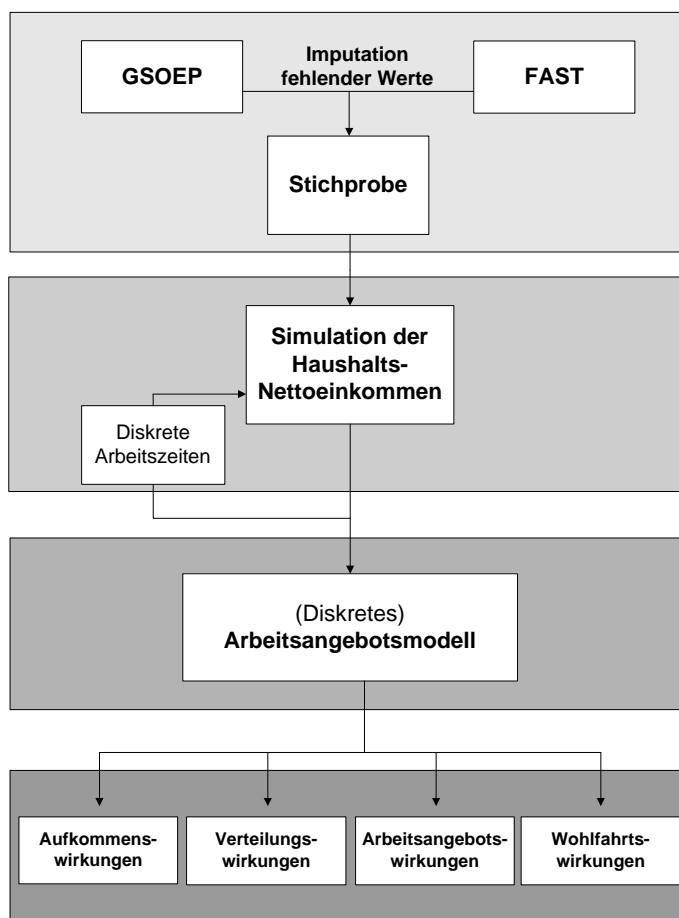 GSOEP
Imputation
fehlender Werte
FAST
Stichprobe
Simulation der
Haushalts-
Nettoeinkommen
Diskrete
Arbeitszeiten
(Diskretes)
Arbeitsangebotsmodell
Aufkommens-
wirkungen
Verteilungs-
wirkungen
Arbeitsangebots-
wirkungen
Wohlfahrts-
wirkungen